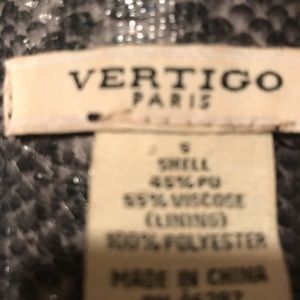 VERTIGO
PARIS
S
SHELL
45% PU
55% VISCOSE
(LINING)
100% POLYESTER
MADE IN CHINA